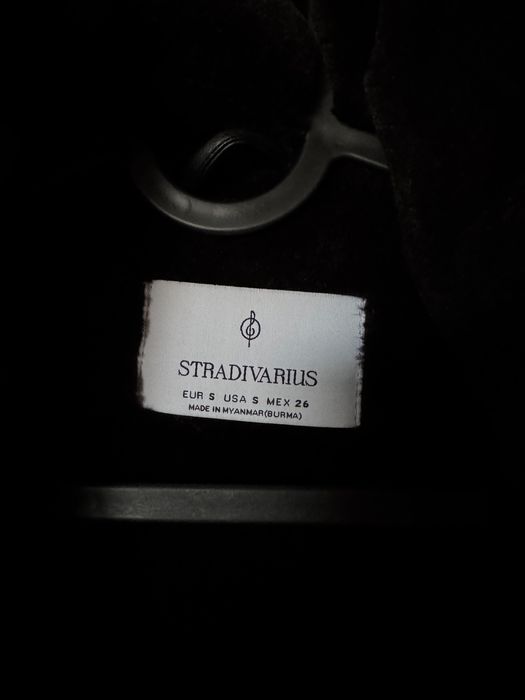 STRADIVARIUS
EUR S USA S MEX 26
MADE IN MYANMAR(BURMA)